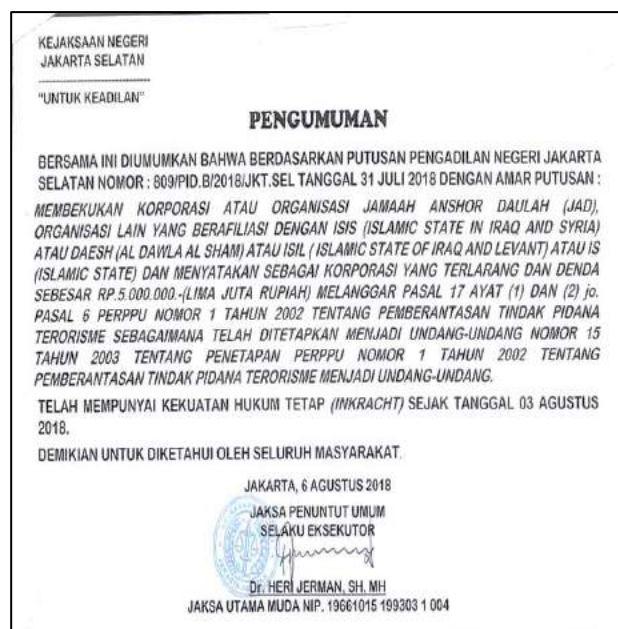 KEJAKSAAN NEGERI
JAKARTA SELATAN
"UNTUK KEADILAN"
PENGUMUMAN
BERSAMA INI DIUMUMKAN BAHWA BERDASARKAN PUTUSAN PENGADILAN NEGERI JAKARTA
SELATAN NOMOR : 809/PID.B/2018/JKT.SEL TANGGAL 31 JULI 2018 DENGAN AMAR PUTUSAN :
MEMBEKUKAN KORPORASI ATAU ORGANISASI JAMAAH ANSHOR DAULAH (JAD),
ORGANISASI LAIN YANG BERAFILIASI DENGAN ISIS (ISLAMIC STATE IN IRAQ AND SYRIA)
ATAU DAESH (AL DAWLA AL SHAM) ATAU ISIL ( ISLAMIC STATE OF IRAQ AND LEVANT) ATAU IS
(ISLAMIC STATE) DAN MENYATAKAN SEBAGAI KORPORASI YANG TERLARANG DAN DENDA
SEBESAR RP.5.000.000.-(LIMA JUTA RUPIAH) MELANGGAR PASAL 17 AYAT (1) DAN (2) jo.
PASAL 6 PERPPU NOMOR 1 TAHUN 2002 TENTANG PEMBERANTASAN TINDAK PIDANA
TERORISME SEBAGAIMANA TELAH DITETAPKAN MENJADI UNDANG-UNDANG NOMOR 15
TAHUN 2003 TENTANG PENETAPAN PERPPU NOMOR 1 TAHUN 2002 TENTANG
PEMBERANTASAN TINDAK PIDANA TERORISME MENJADI UNDANG-UNDANG.
TELAH MEMPUNYAI KEKUATAN HUKUM TETAP (INKRACHT) SEJAK TANGGAL 03 AGUSTUS
2018.
DEMIKIAN UNTUK DIKETAHUI OLEH SELURUH MASYARAKAT.
JAKARTA, 6 AGUSTUS 2018
JAKSA PENUNTUT UMUM
SELAKU EKSEKUTOR
Dr. HERI JERMAN, SH. MH
JAKSA UTAMA MUDA NIP. 19661015 199303 1 004